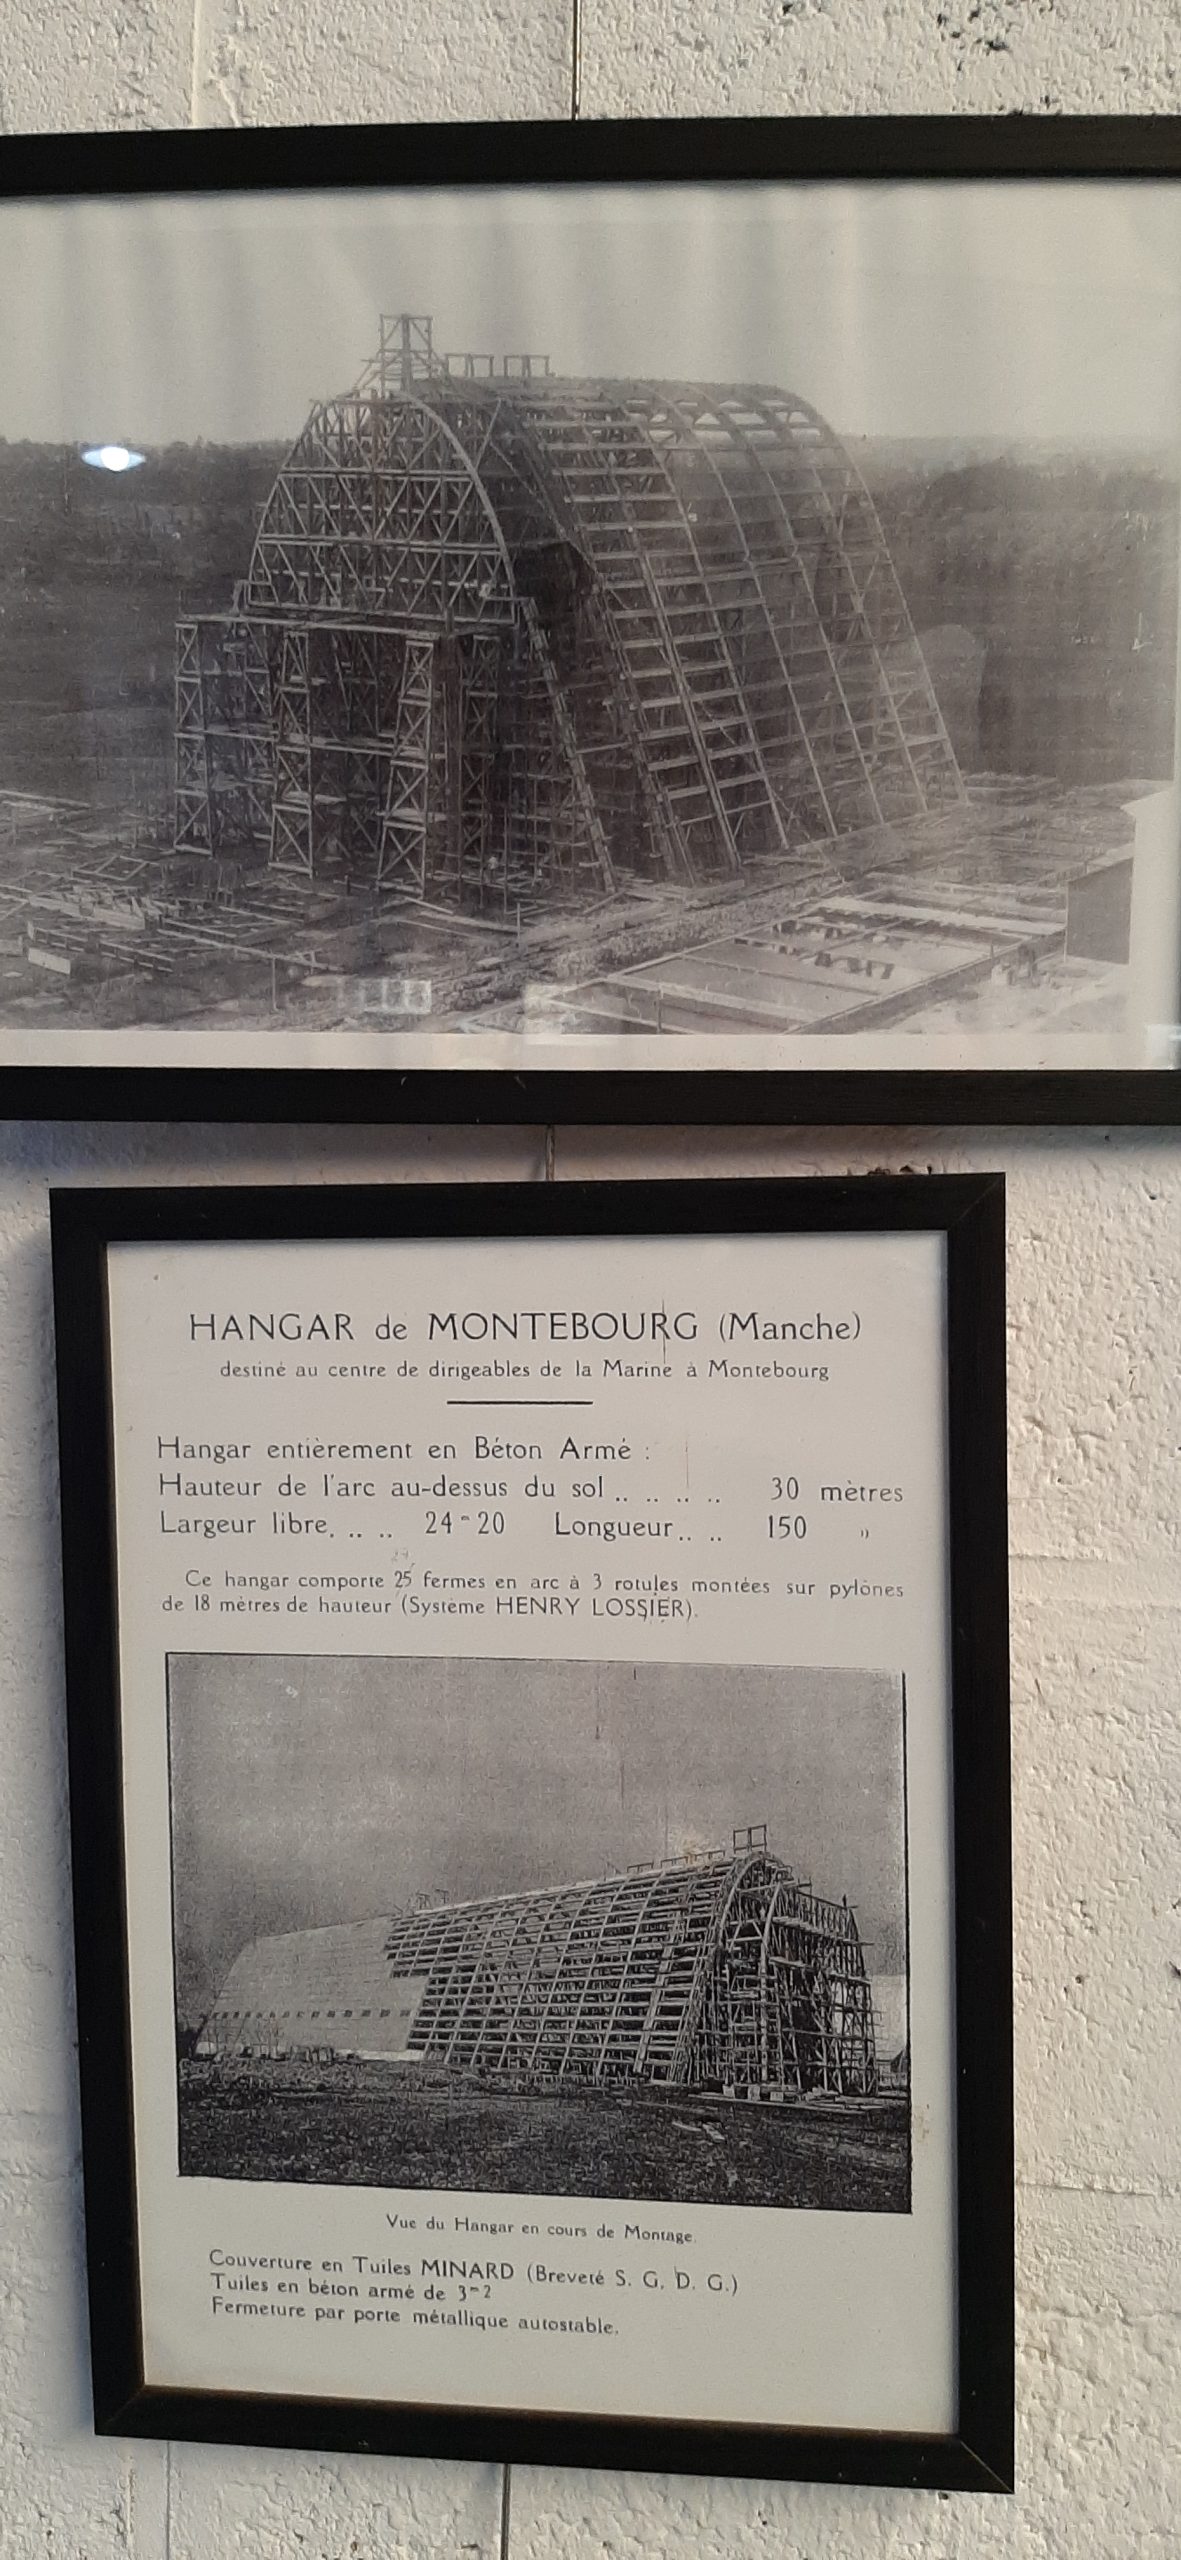 HANGAR de MONTEBOURG (Manche)
destiné au centre de dirigeables de la Marine à Montebourg
Hangar entièrement en Béton Armé :
Hauteur de l'arc au-dessus du sol .. .. .. .. 30 mètres
Largeur libre. .. .. 24ᵐ20 Longueur.. .. 150 »
Ce hangar comporte 25 fermes en arc à 3 rotules montées sur pylônes
de 18 mètres de hauteur (Système HENRY LOSSIER).
Vue du Hangar en cours de Montage.
Couverture en Tuiles MINARD (Breveté S. G. D. G.)
Tuiles en béton armé de 3ᵐ2
Fermeture par porte métallique autostable.